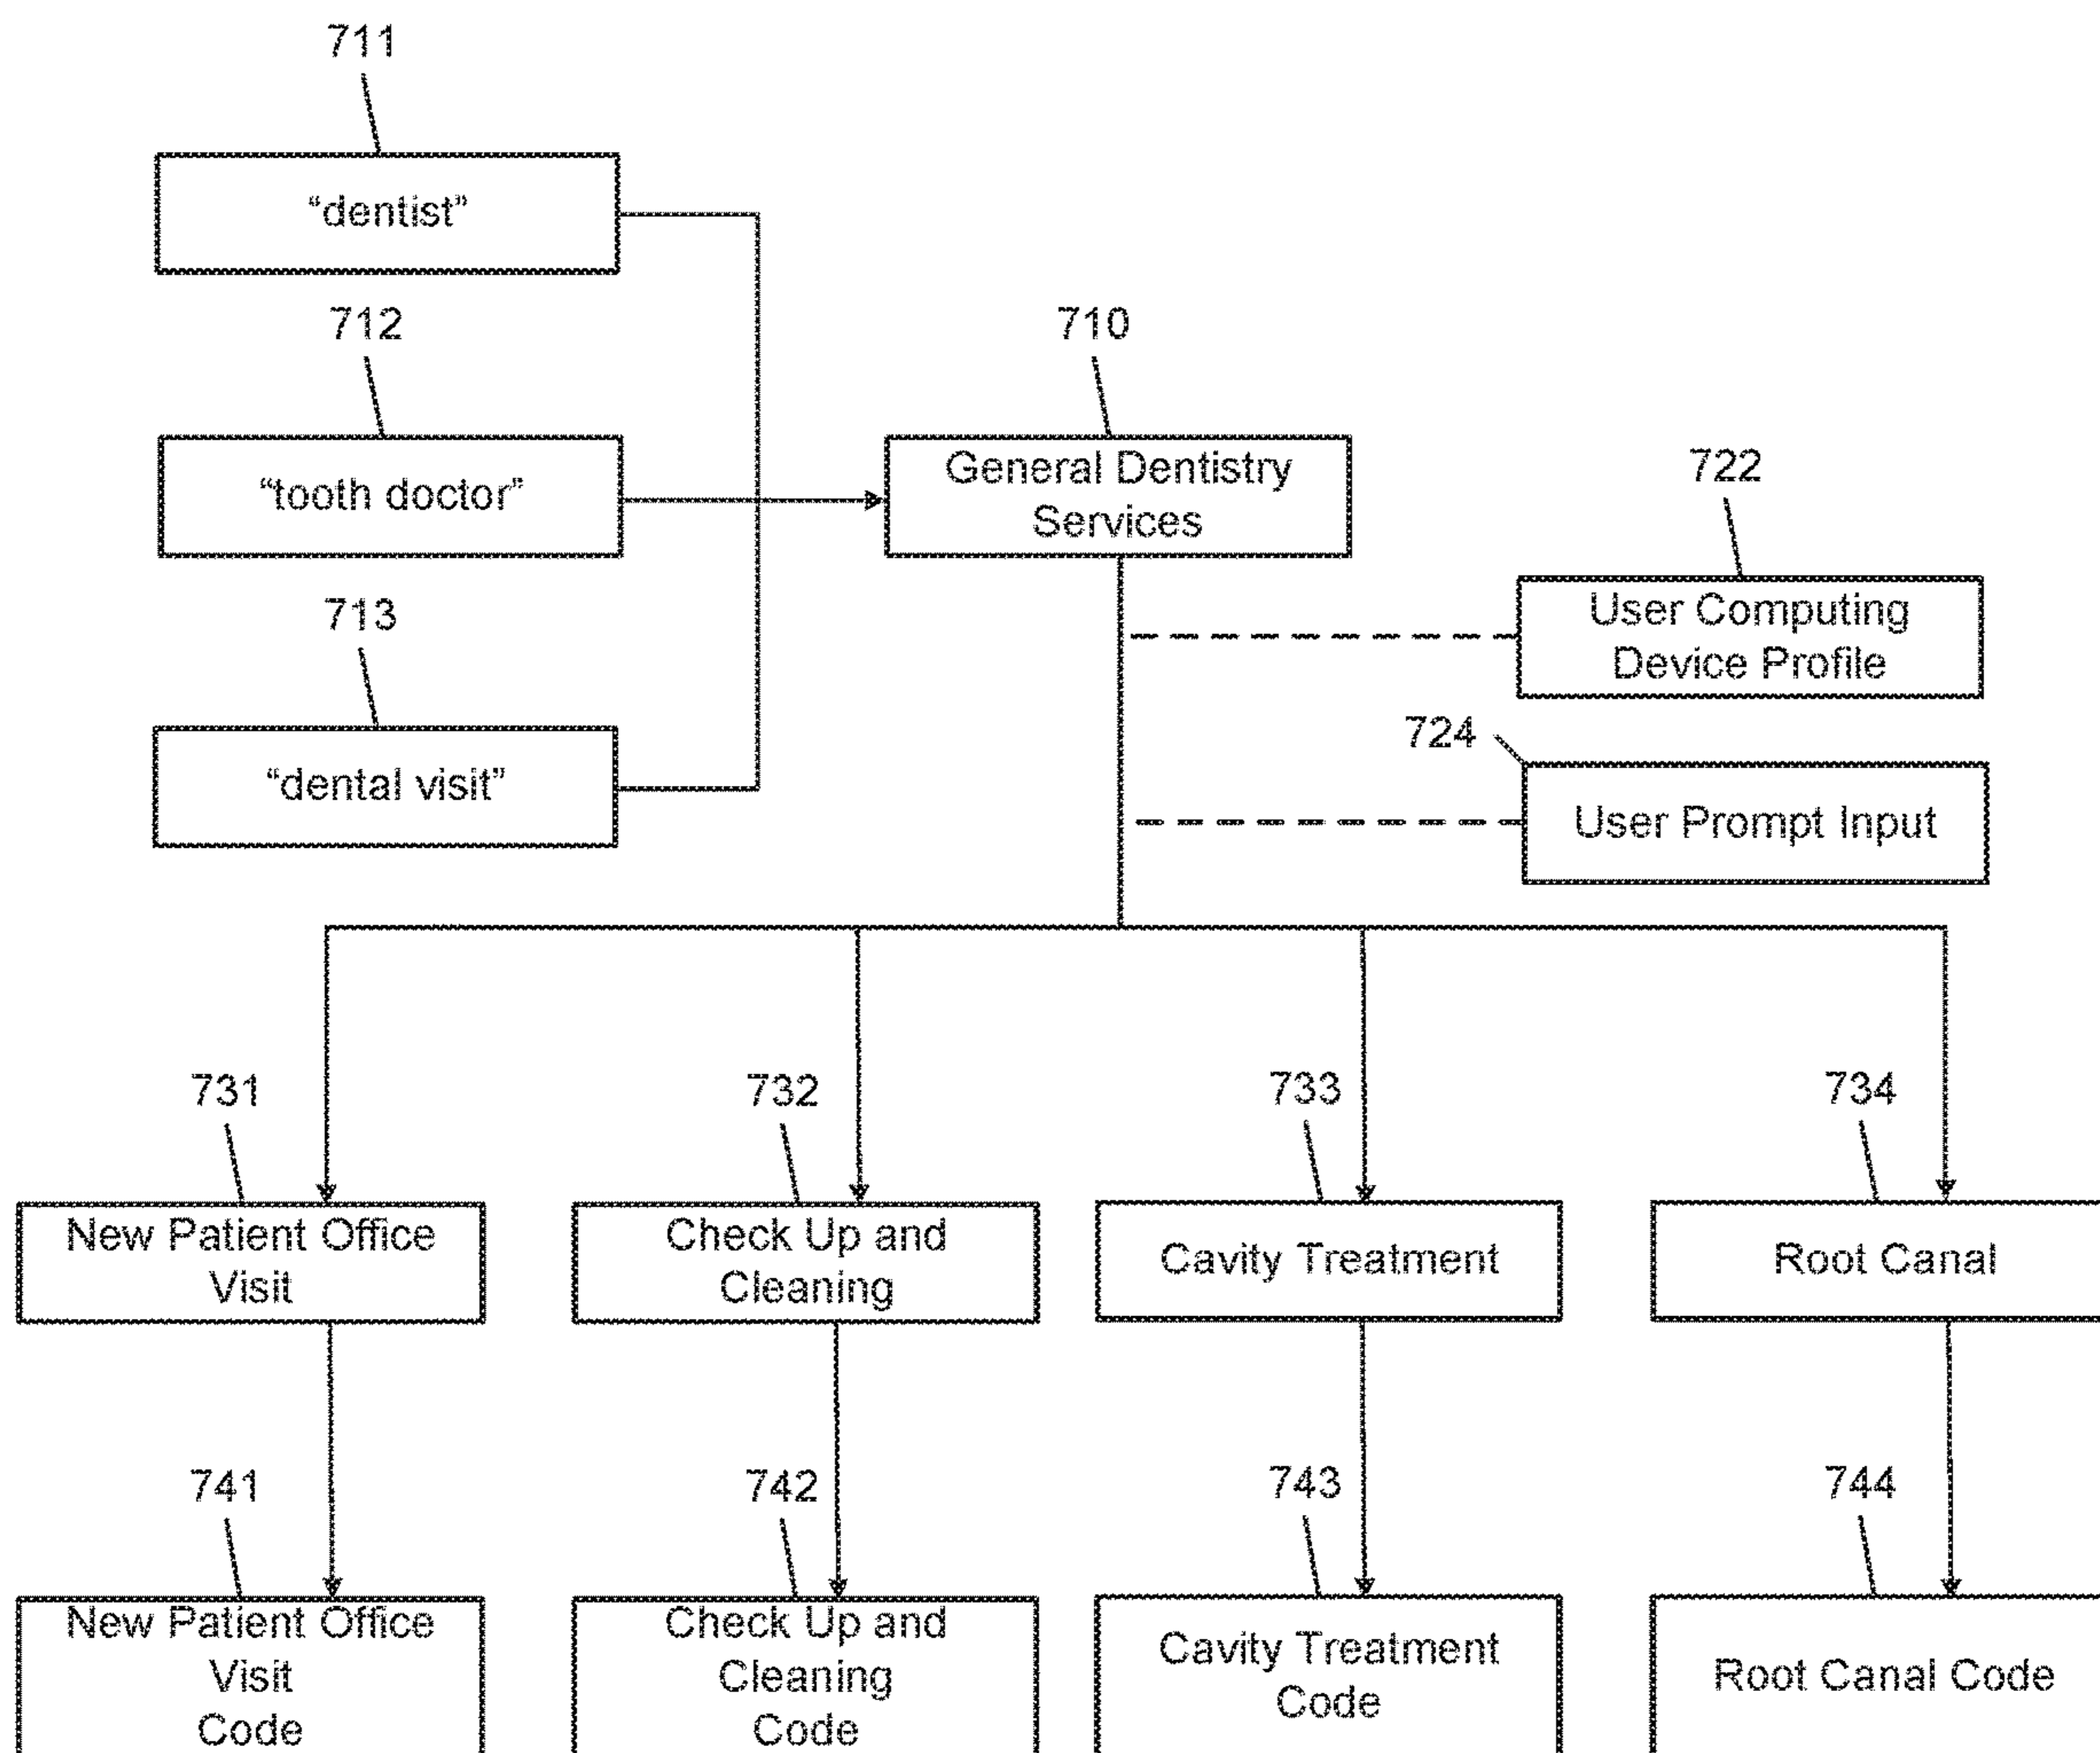 711
“dentist”
712
710
“tooth doctor”
General Dentistry
Services
722
713
User Computing
Device Profile
724
“dental visit”
User Prompt Input
731
732
733
734
New Patient Office
Visit
Check Up and
Cleaning
Cavity Treatment
Root Canal
741
742
743
744
New Patient Office
Visit
Code
Check Up and
Cleaning
Code
Cavity Treatment
Code
Root Canal Code